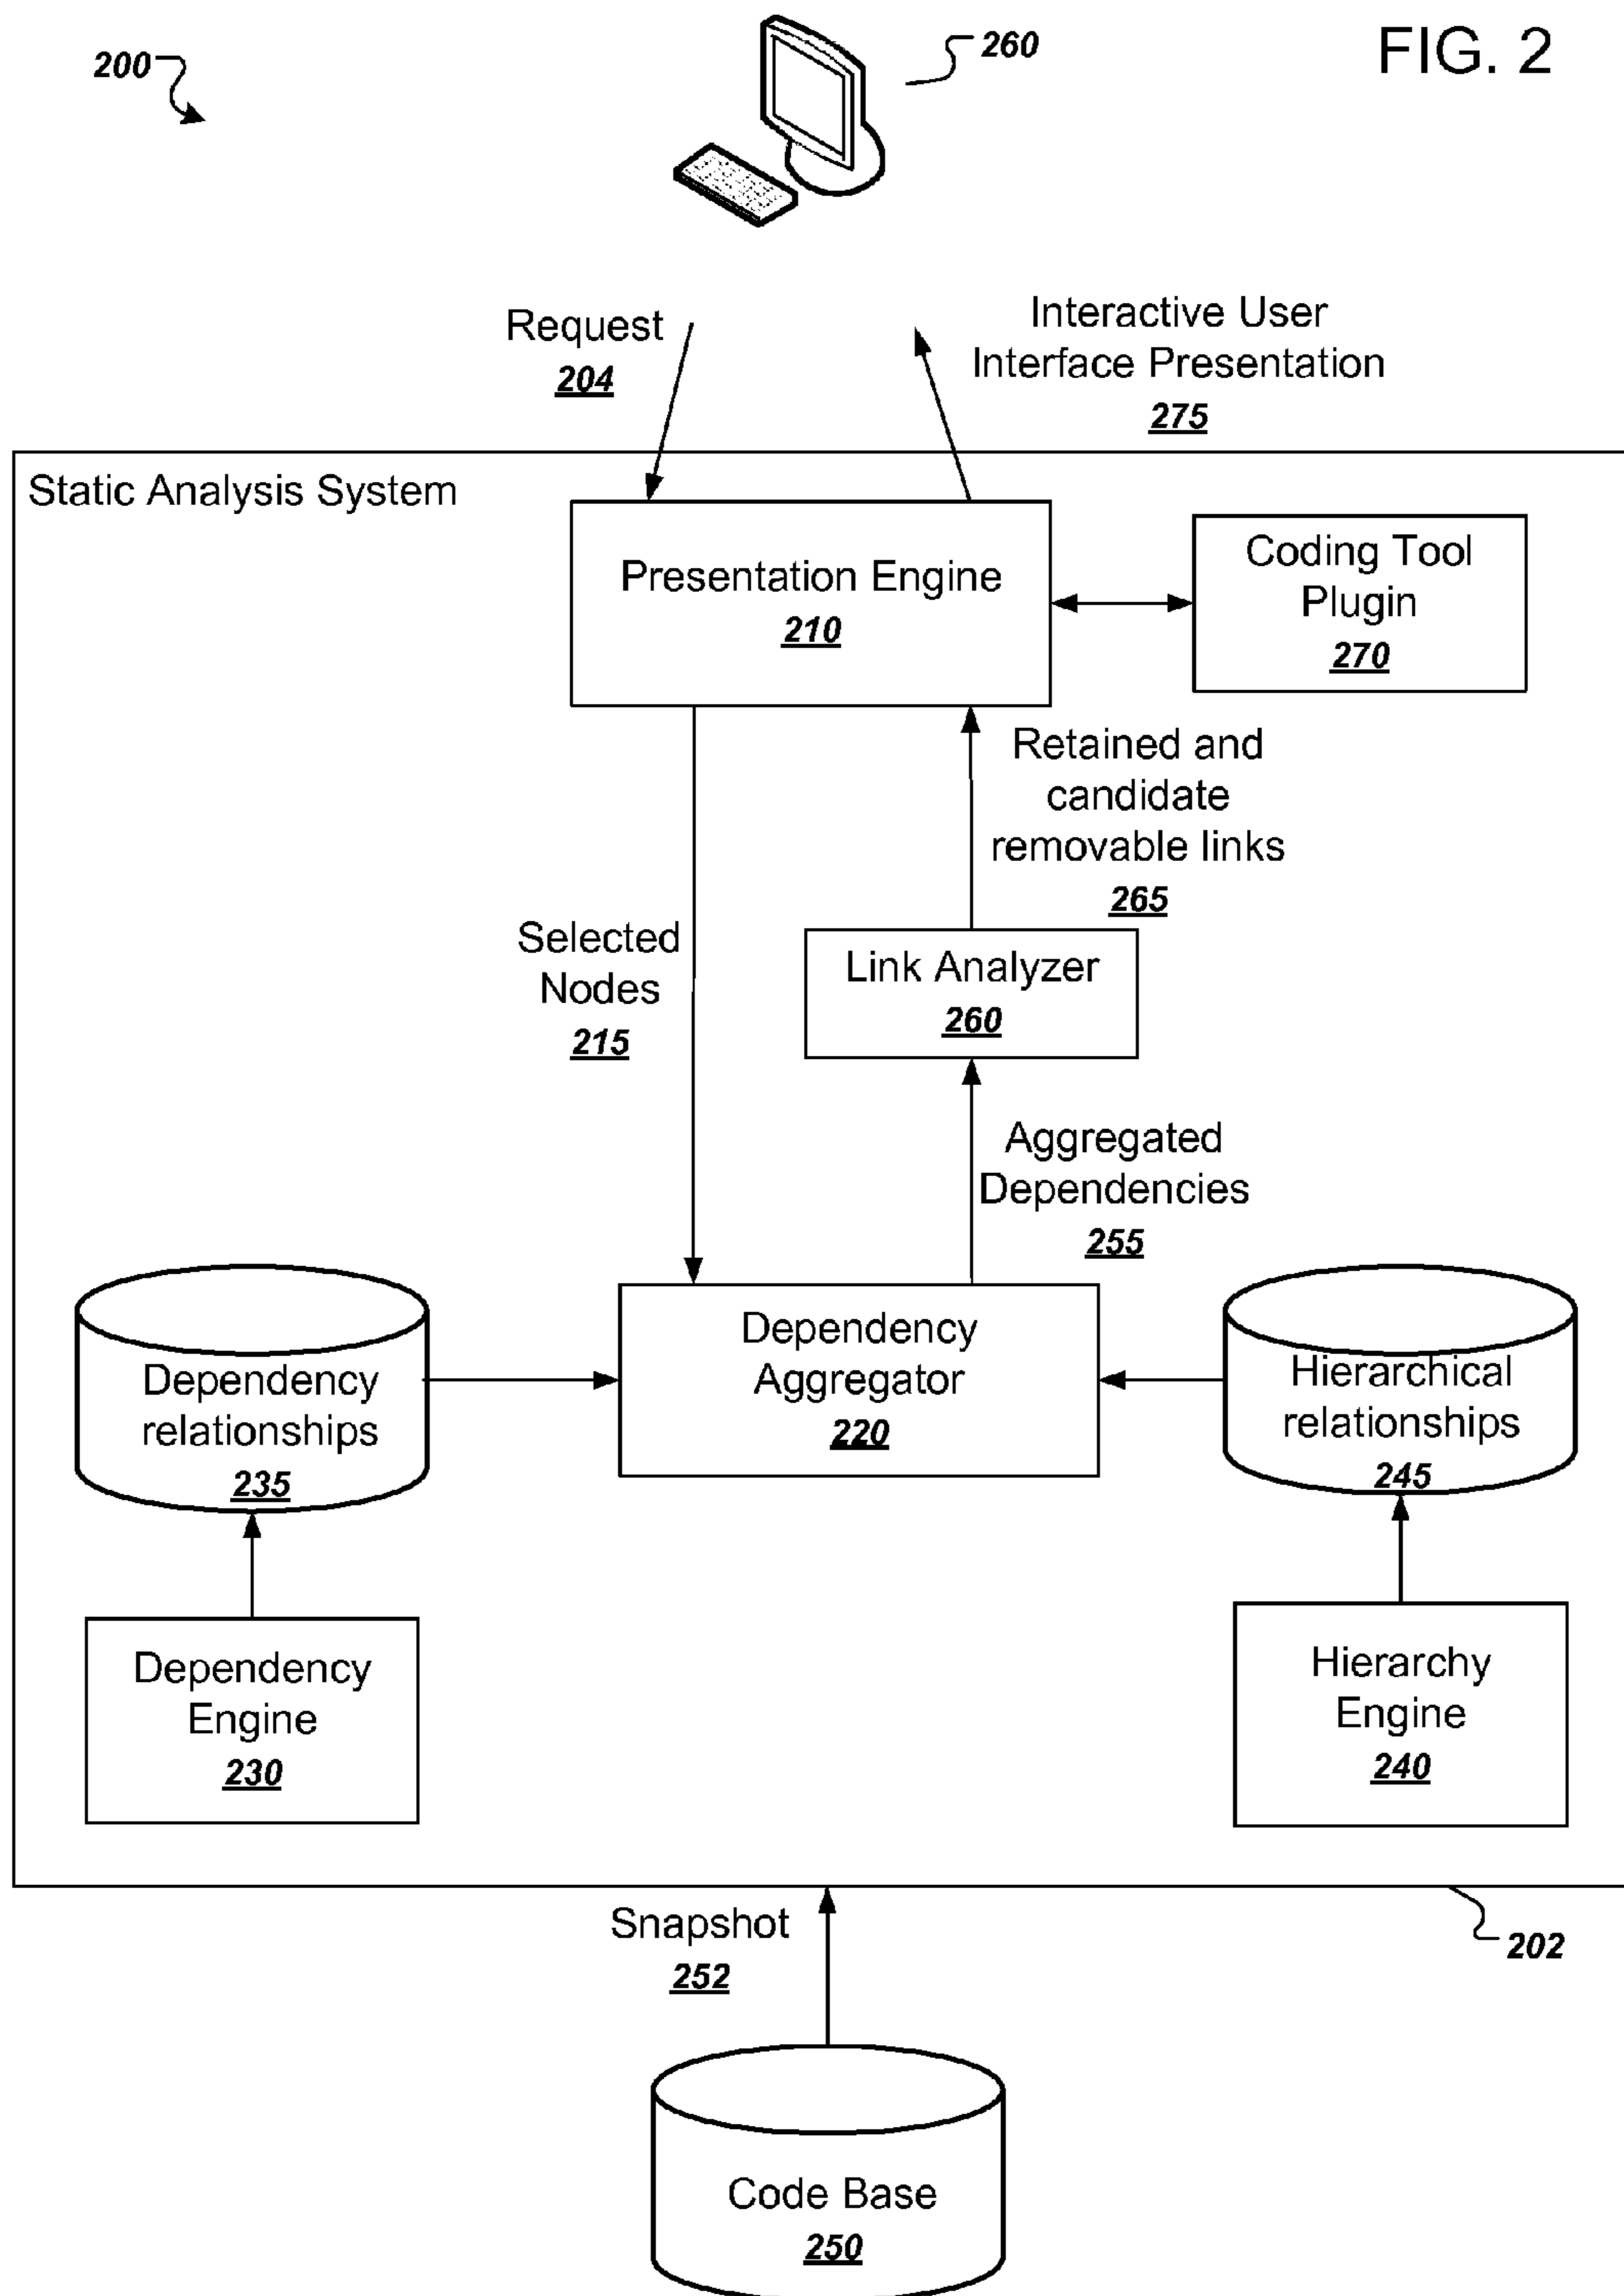 FIG. 2
200
260
Request
204
Interactive User
Interface Presentation
275
Static Analysis System
Presentation Engine
210
Coding Tool
Plugin
270
Retained and
candidate
removable links
265
Selected
Nodes
215
Link Analyzer
260
Aggregated
Dependencies
255
Dependency
relationships
235
Dependency
Aggregator
220
Hierarchical
relationships
245
Dependency
Engine
230
Hierarchy
Engine
240
Snapshot
252
202
Code Base
250